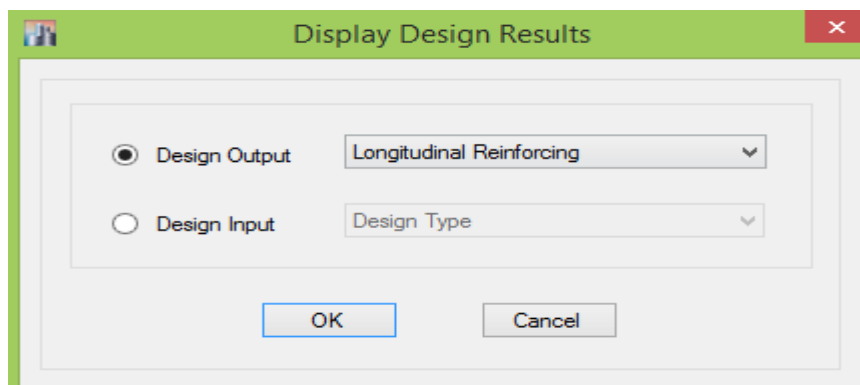 Display Design Results
Design Output Longitudinal Reinforcing
Design Input Design Type
OK Cancel